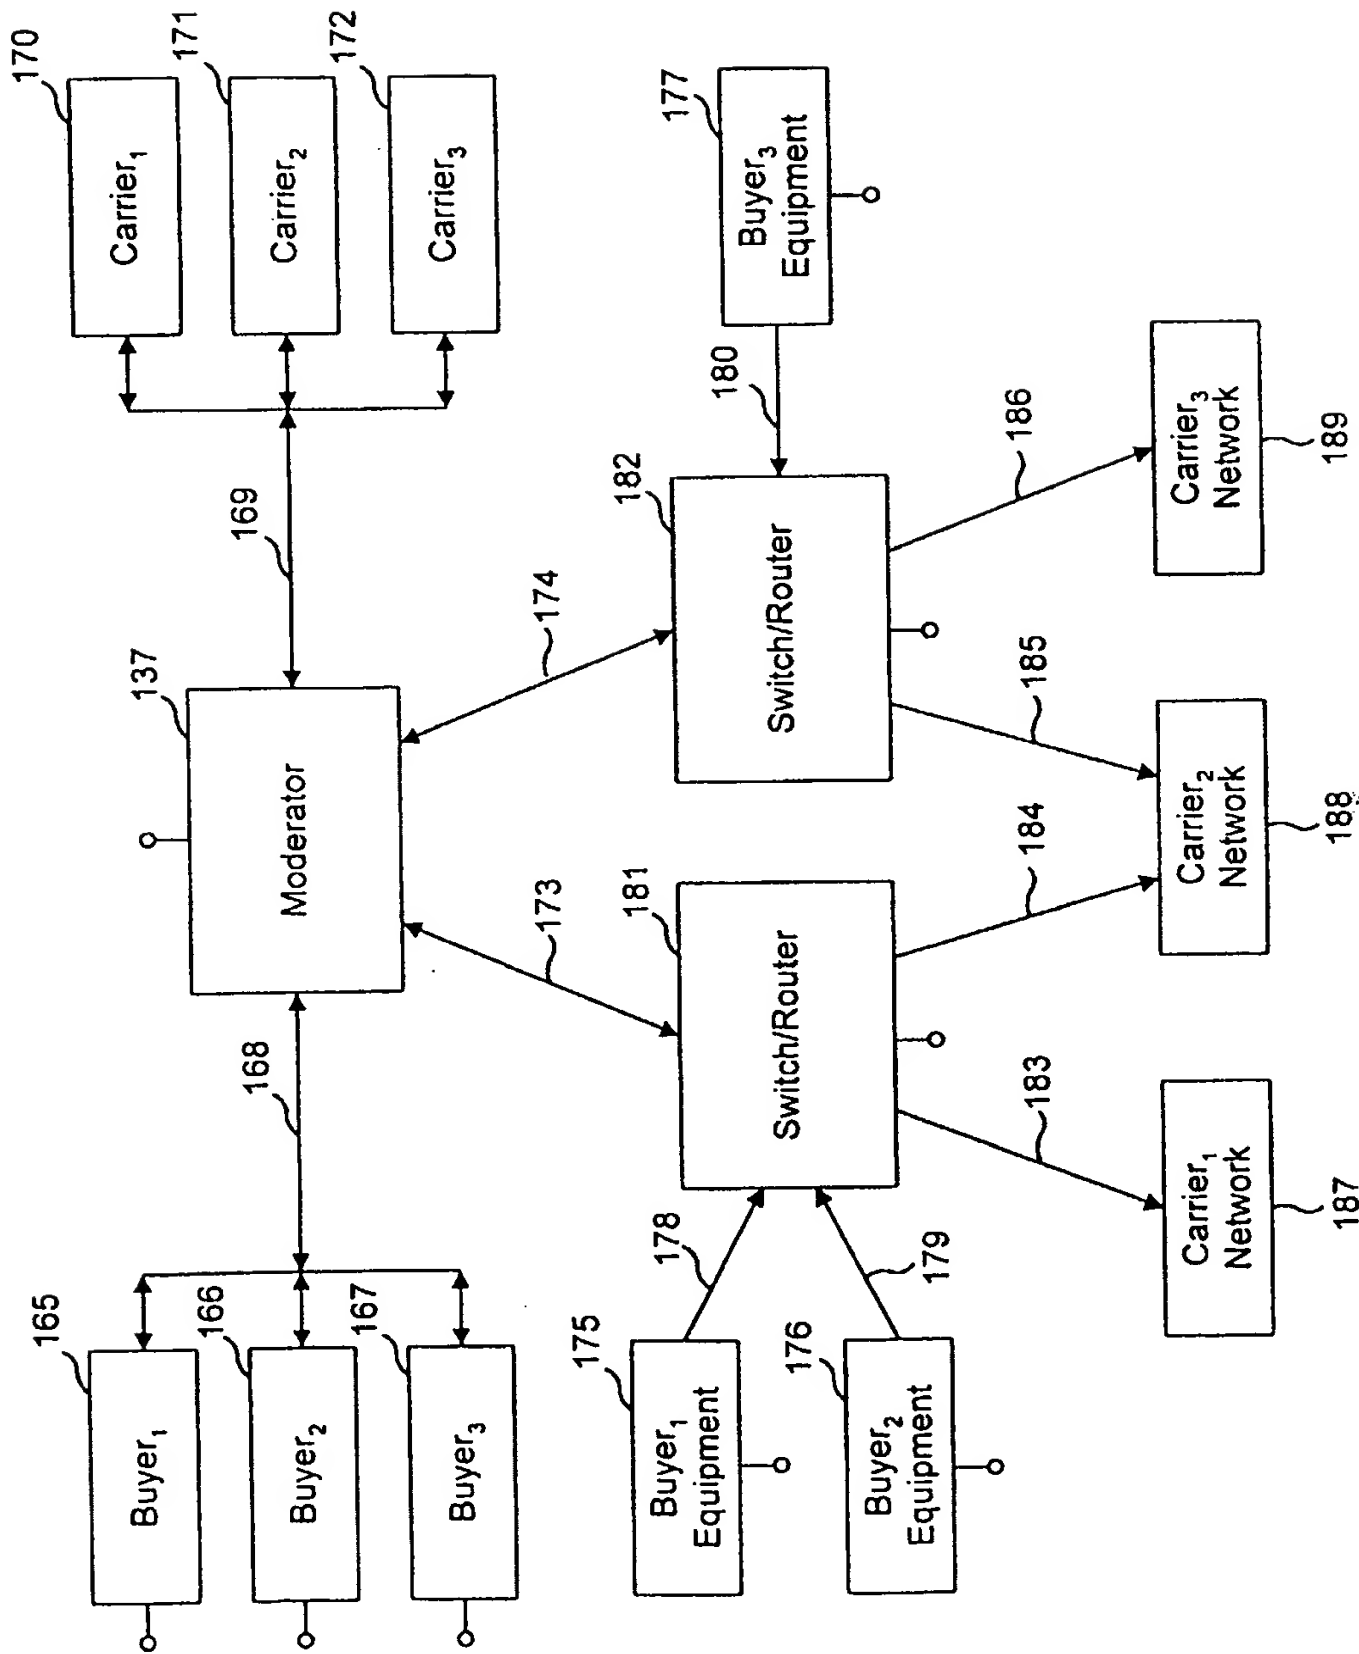 165
Buyer₁
166
Buyer₂
167
Buyer₃
168
137
Moderator
169
170
Carrier₁
171
Carrier₂
172
Carrier₃
173
174
175
Buyer₁
Equipment
176
Buyer₂
Equipment
178
179
181
Switch/Router
182
Switch/Router
180
177
Buyer₃
Equipment
183
184
185
186
Carrier₁
Network
187
Carrier₂
Network
188
Carrier₃
Network
189